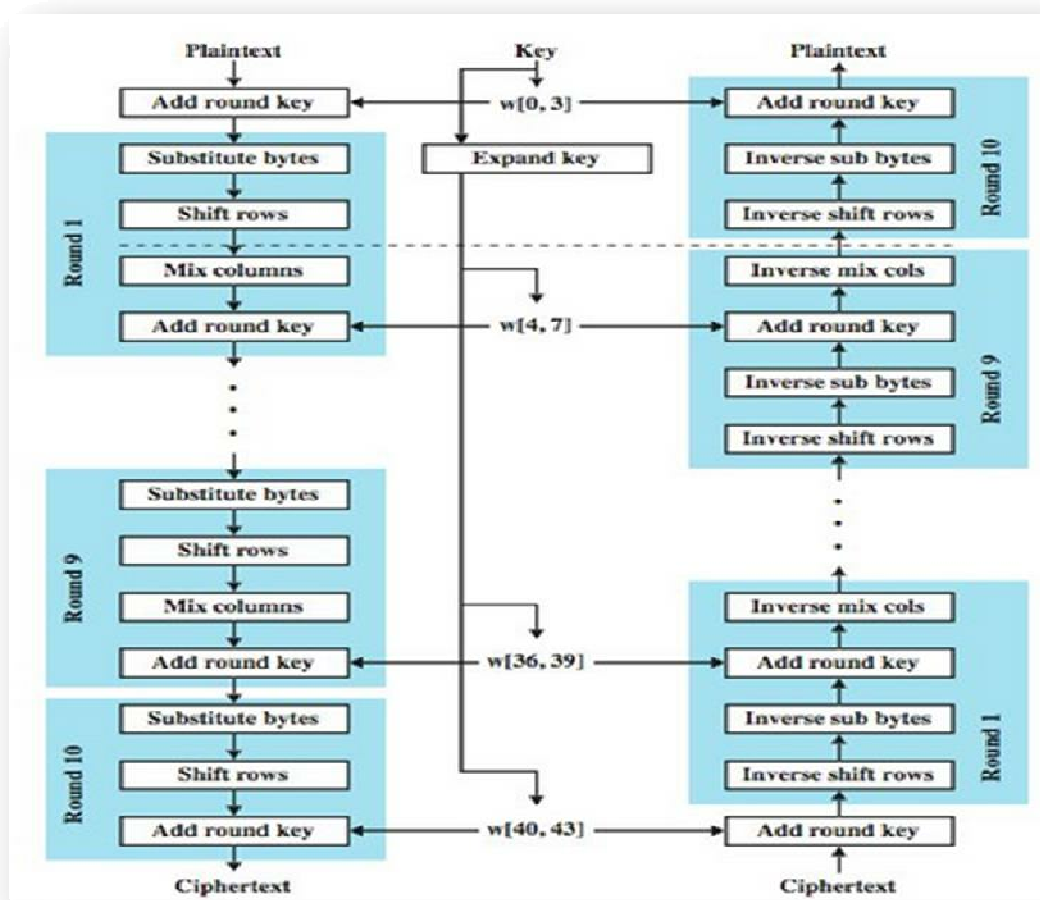 Plaintext
Add round key
Substitute bytes
Shift rows
Mix columns
Add round key
Round 1
Substitute bytes
Shift rows
Mix columns
Add round key
Round 9
Substitute bytes
Shift rows
Add round key
Round 10
Ciphertext
Key
w[0, 3]
Expand key
w[4, 7]
w[36, 39]
w[40, 43]
Plaintext
Add round key
Inverse sub bytes
Inverse shift rows
Round 10
Inverse mix cols
Add round key
Inverse sub bytes
Inverse shift rows
Round 9
Inverse mix cols
Add round key
Inverse sub bytes
Inverse shift rows
Round 1
Add round key
Ciphertext